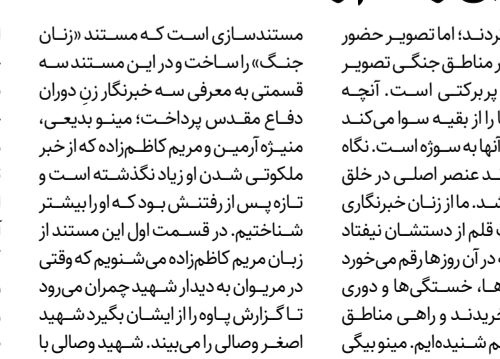 ردند؛ اما تصویر حضور
ر مناطق جنگی تصویر
پربرکتی است. آنچه
ا را از بقیه سوا می‌کند
آنها به سوژه است. نگاه
ـد عنصر اصلی در خلق
شد. ما از زنان خبرنگاری
ت قلم از دستشان نیفتاد
در آن روزها رقم می‌خورد
ها، خستگی‌ها و دوری
خریدند و راهی مناطق
م شنیده‌ایم. مینو بیگی
مستندسازی است که مستند «زنان
جنگ» را ساخت و در این مستند سه
قسمتی به معرفی سه خبرنگار زنِ دوران
دفاع مقدس پرداخت؛ مینو بدیعی،
منیژه آرمین و مریم کاظم‌زاده که از خبر
ملکوتی شدن او زیاد نگذشته است و
تازه پس از رفتنش بود که او را بیشتر
شناختیم. در قسمت اول این مستند از
زبان مریم کاظم‌زاده می‌شنویم که وقتی
در مریوان به دیدار شهید چمران می‌رود
تا گزارش پاوه را از ایشان بگیرد شهید
اصغر وصالی را می‌بیند. شهید وصالی با